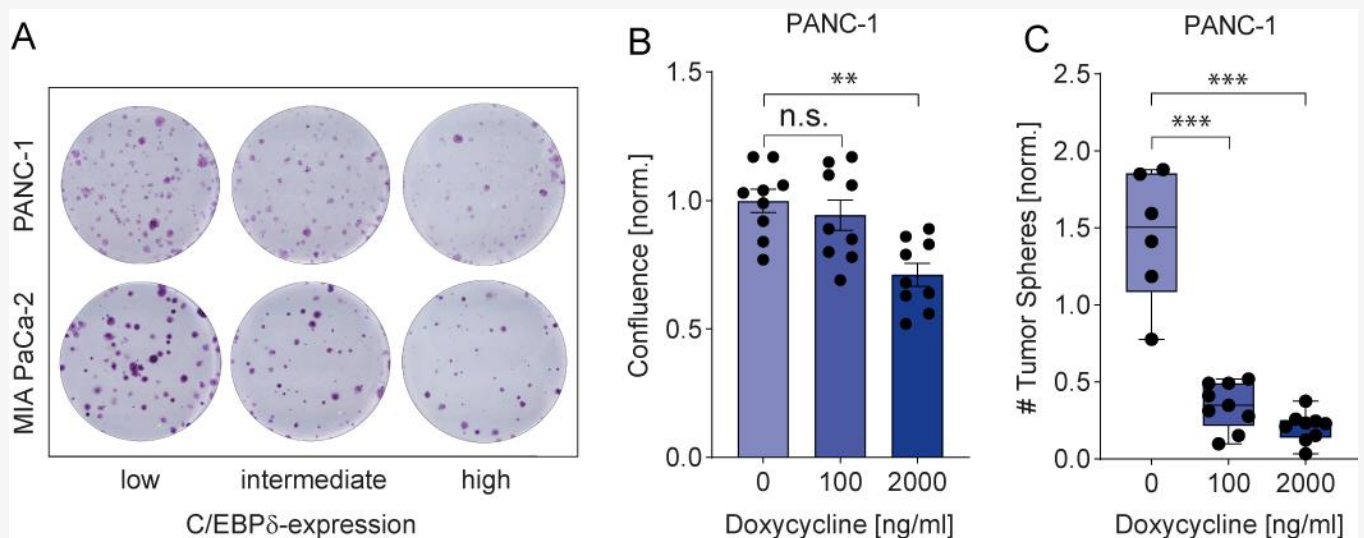 A
PANC-1
MIA PaCa-2
low intermediate high
C/EBPδ-expression
B
PANC-1
Confluence [norm.]
1.5
1.0
0.5
0.0
n.s.
**
0 100 2000
Doxycycline [ng/ml]
C
PANC-1
# Tumor Spheres [norm.]
2.5
2.0
1.5
1.0
0.5
0.0
***
***
0 100 2000
Doxycycline [ng/ml]